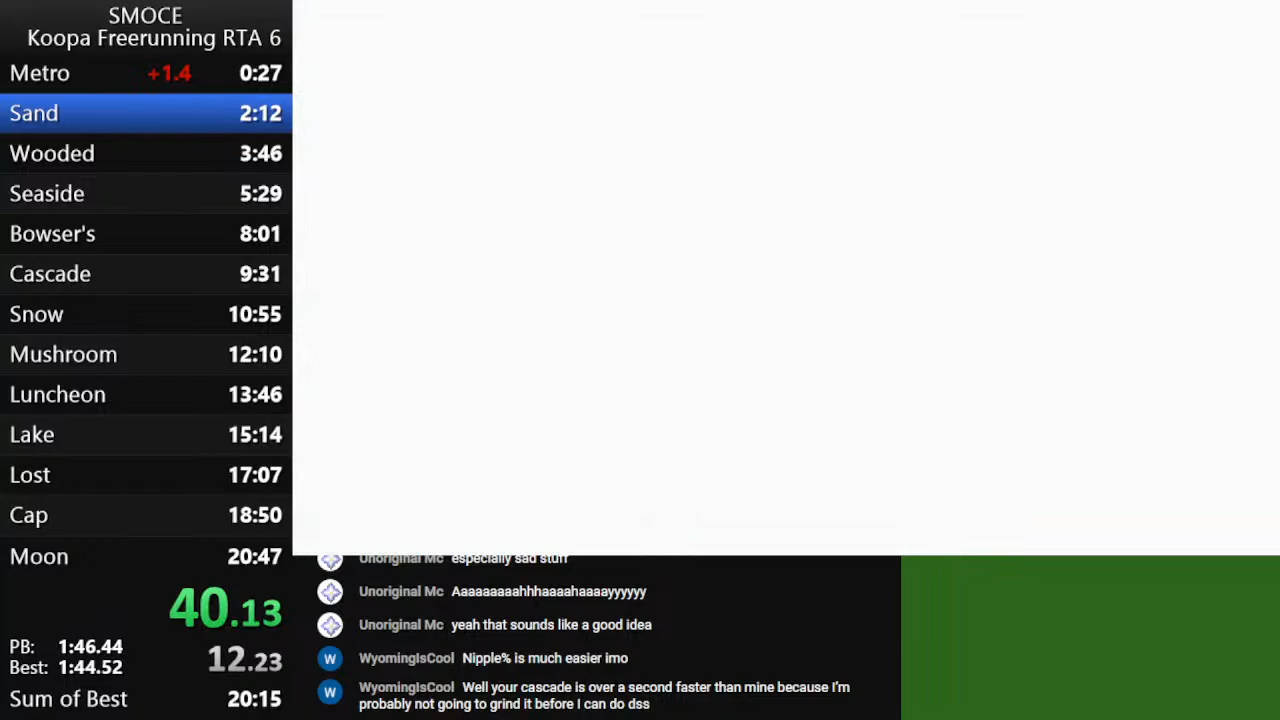 SMOCE
Koopa Freerunning RTA 6
Metro +1.4 0:27
Sand 2:12
Wooded 3:46
Seaside 5:29
Bowser's 8:01
Cascade 9:31
Snow 10:55
Mushroom 12:10
Luncheon 13:46
Lake 15:14
Lost 17:07
Cap 18:50
Moon 20:47
40.13
PB: 1:46.44
Best: 1:44.52
12.23
Sum of Best 20:15
Unoriginal Mc especially sad stuff
Unoriginal Mc Aaaaaaaaahhhaaaahaaaayyyyyy
Unoriginal Mc yeah that sounds like a good idea
W WyomingIsCool Nipple% is much easier imo
W WyomingIsCool Well your cascade is over a second faster than mine because I'm
probably not going to grind it before I can do dss